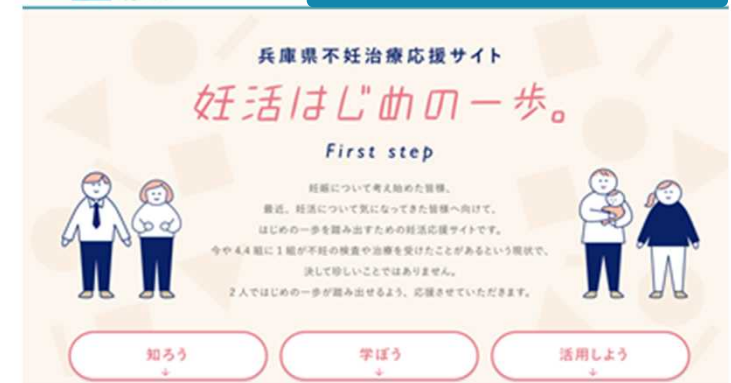 兵庫県不妊治療応援サイト
妊活はじめの一歩。
First step
妊娠について考え始めた皆様、
最近、妊活について気になってきた皆様へ向けて、
はじめの一歩を踏み出すための妊活応援サイトです。
今や4.4組に1組が不妊の検査や治療を受けたことがあるという現状で、
決して珍しいことではありません。
2人ではじめの一歩が踏み出せるよう、応援させていただきます。
知ろう
学ぼう
活用しよう